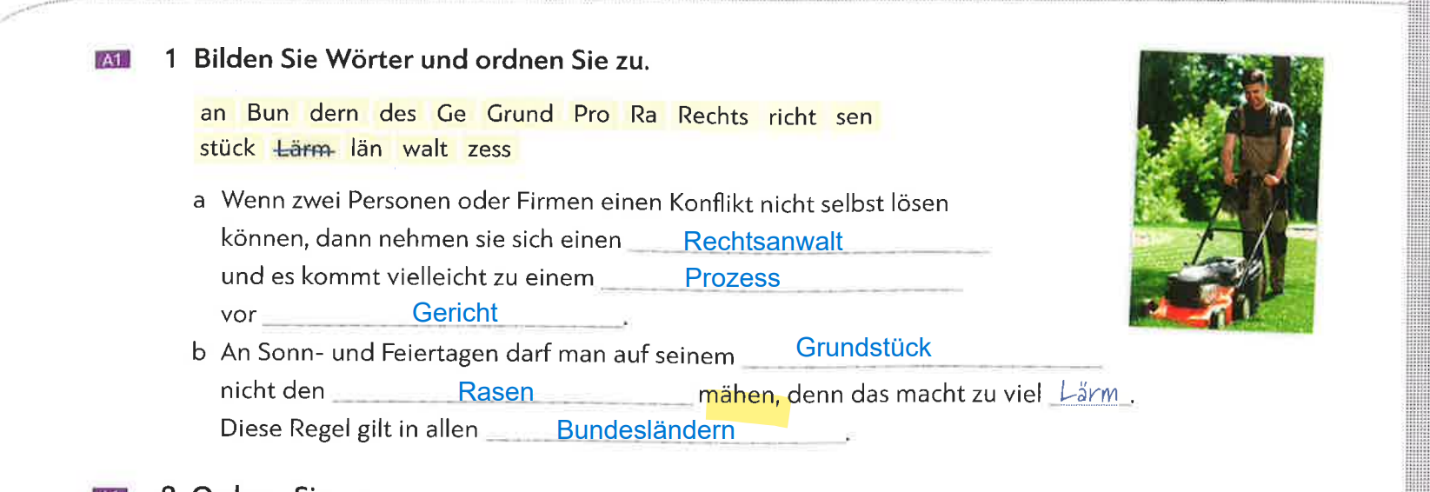 A1 1 Bilden Sie Wörter und ordnen Sie zu.
an Bun dern des Ge Grund Pro Ra Rechts richt sen
stück Lärm län walt zess
a Wenn zwei Personen oder Firmen einen Konflikt nicht selbst lösen
können, dann nehmen sie sich einen Rechtsanwalt
und es kommt vielleicht zu einem Prozess
vor Gericht.
b An Sonn- und Feiertagen darf man auf seinem Grundstück
nicht den Rasen mähen, denn das macht zu viel Lärm.
Diese Regel gilt in allen Bundesländern.